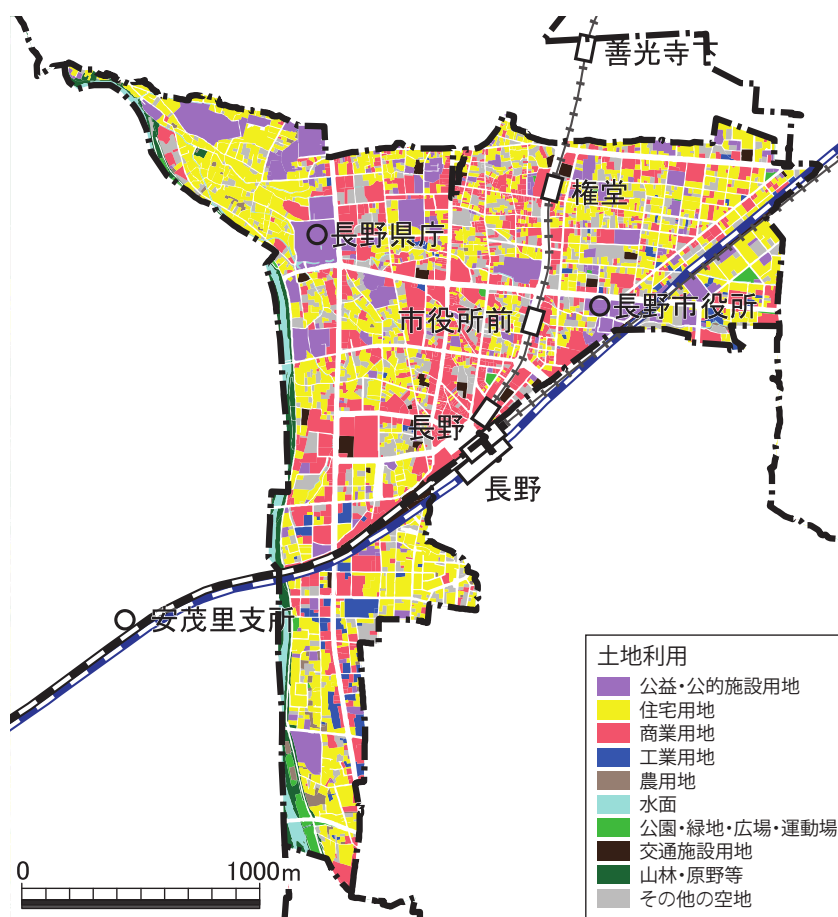 善光寺下
権堂
長野県庁
長野市役所
市役所前
長野
長野
安茂里支所
土地利用
公益・公的施設用地
住宅用地
商業用地
工業用地
農用地
水面
公園・緑地・広場・運動場
交通施設用地
山林・原野等
その他の空地
0 1000m